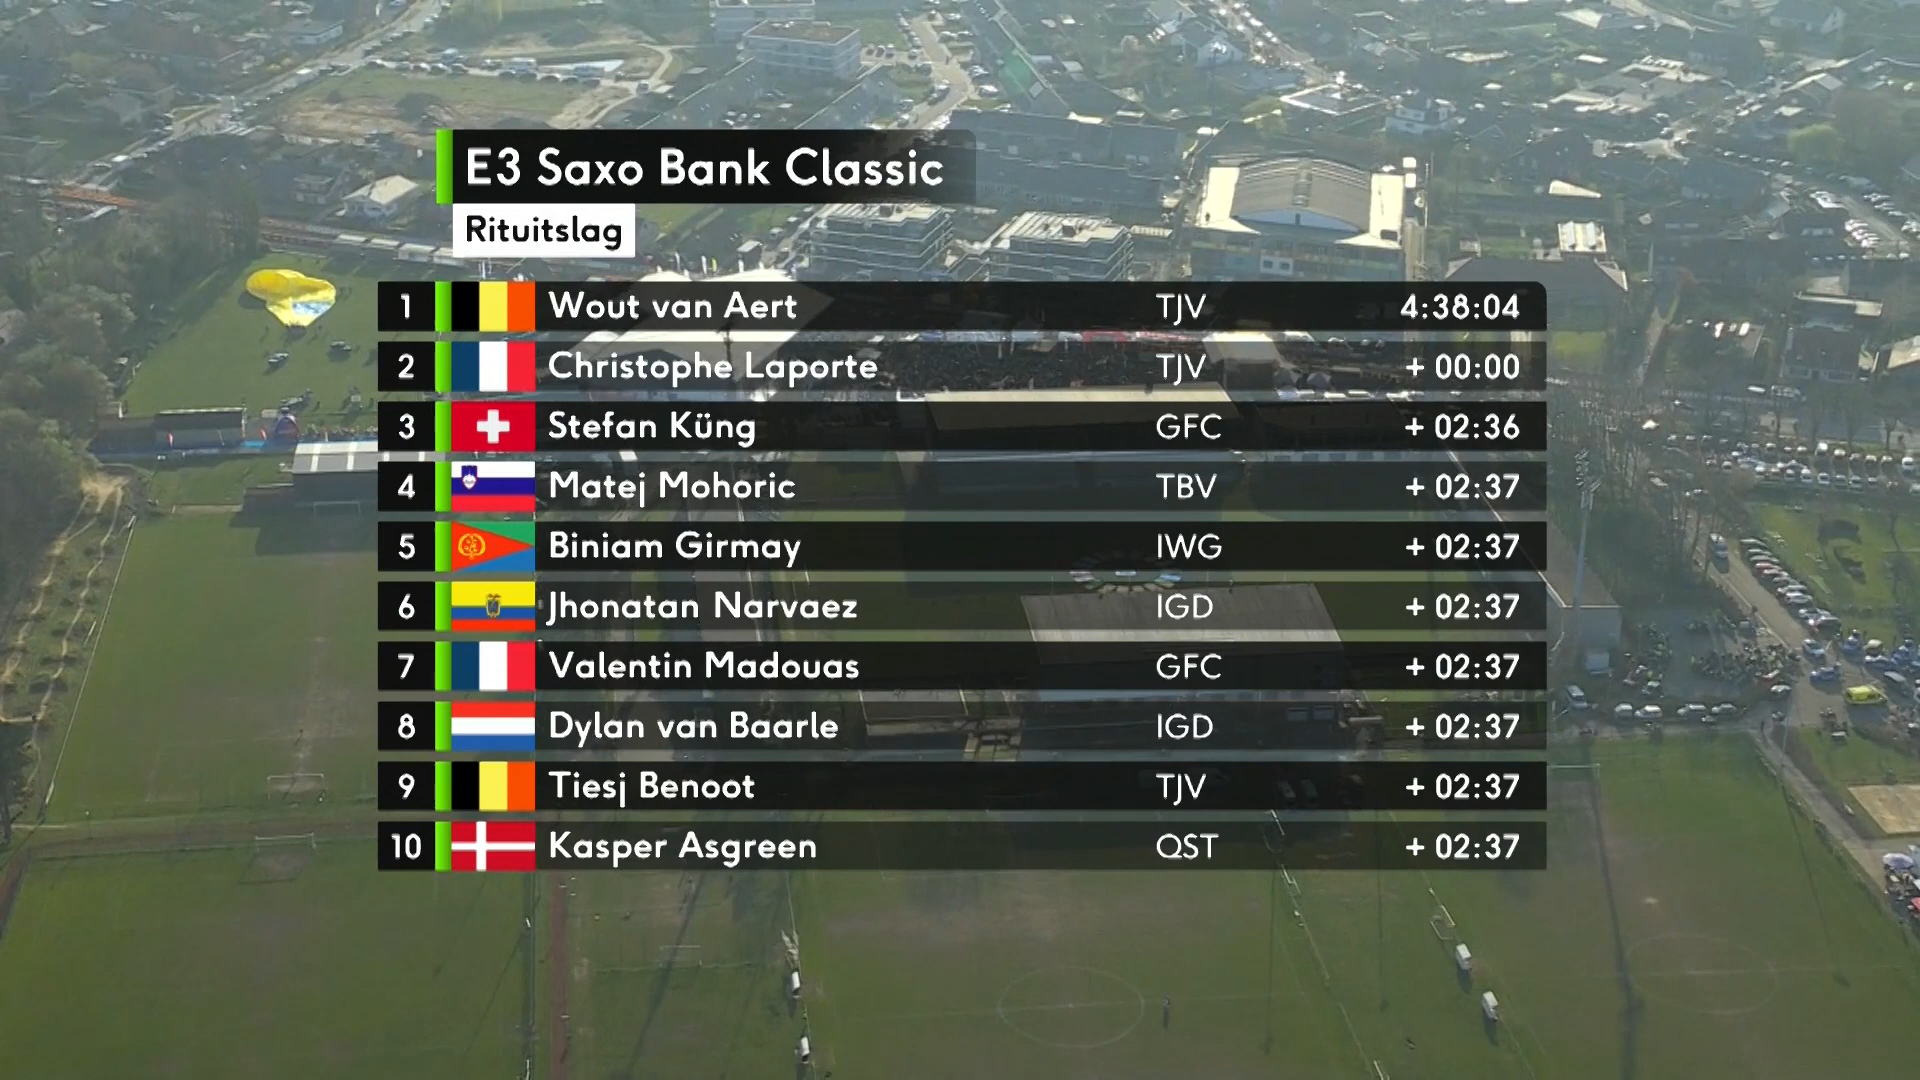 E3 Saxo Bank Classic
Rituitslag
1 Wout van Aert TJV 4:38:04
2 Christophe Laporte TJV + 00:00
3 Stefan Küng GFC + 02:36
4 Matej Mohoric TBV + 02:37
5 Biniam Girmay IWG + 02:37
6 Jhonatan Narvaez IGD + 02:37
7 Valentin Madouas GFC + 02:37
8 Dylan van Baarle IGD + 02:37
9 Tiesj Benoot TJV + 02:37
10 Kasper Asgreen QST + 02:37